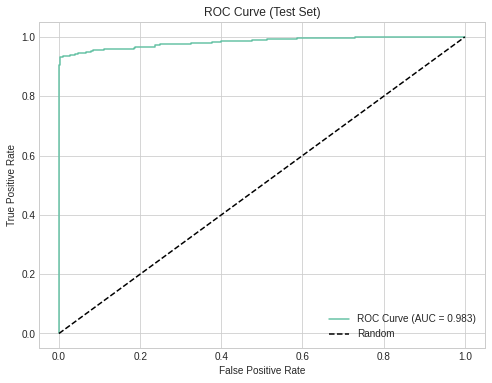 ROC Curve (Test Set)
1.0
0.8
0.6
0.4
0.2
0.0
True Positive Rate
ROC Curve (AUC = 0.983)
Random
0.0 0.2 0.4 0.6 0.8 1.0
False Positive Rate